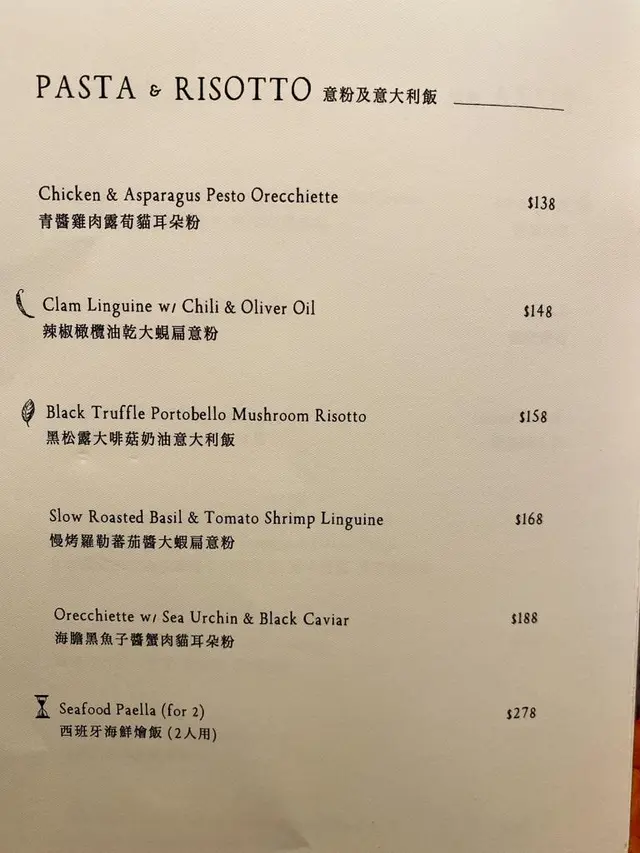 PASTA & RISOTTO 意粉及意大利飯
Chicken & Asparagus Pesto Orecchiette $138
青醬雞肉露荀貓耳朵粉
Clam Linguine w/ Chili & Oliver Oil $148
辣椒橄欖油乾大蜆扁意粉
Black Truffle Portobello Mushroom Risotto $158
黑松露大啡菇奶油意大利飯
Slow Roasted Basil & Tomato Shrimp Linguine $168
慢烤羅勒蕃茄醬大蝦扁意粉
Orecchiette w/ Sea Urchin & Black Caviar $188
海膽黑魚子醬蟹肉貓耳朵粉
Seafood Paella (for 2) $278
西班牙海鮮燴飯 (2人用)